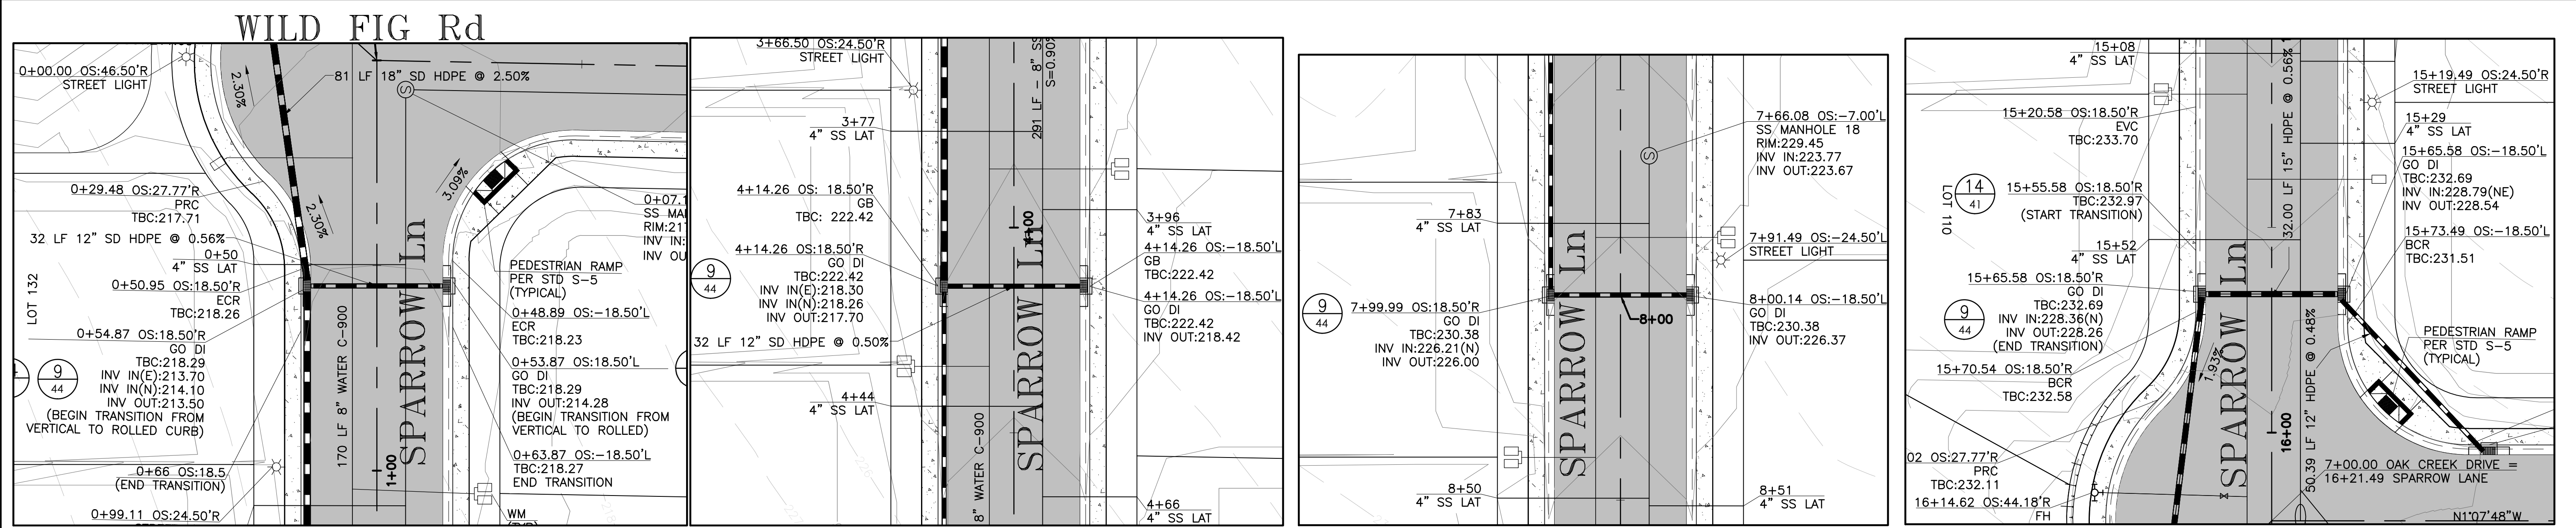 WILD FIG Rd
0+00.00 OS:46.50'R
STREET LIGHT
2.30%
81 LF 18" SD HDPE @ 2.50%
S
3.09%
0+29.48 OS:27.77'R
PRC
TBC:217.71
2.30%
32 LF 12" SD HDPE @ 0.56%
0+50
4" SS LAT
0+50.95 OS:18.50'R
ECR
TBC:218.26
LOT 132
0+54.87 OS:18.50'R
GO DI
TBC:218.29
INV IN(E):213.70
INV IN(N):214.10
INV OUT:213.50
(BEGIN TRANSITION FROM
VERTICAL TO ROLLED CURB)
9
44
0+66 OS:18.5
(END TRANSITION)
0+99.11 OS:24.50'R
170 LF 8" WATER C-900
1+00
SPARROW Ln
0+07.1
SS MA
RIM:21
INV IN:
INV OU
PEDESTRIAN RAMP
PER STD S-5
(TYPICAL)
0+48.89 OS:-18.50'L
ECR
TBC:218.23
0+53.87 OS:-18.50'L
GO DI
TBC:218.29
INV OUT:214.28
(BEGIN TRANSITION FROM
VERTICAL TO ROLLED)
0+63.87 OS:-18.50'L
TBC:218.27
END TRANSITION
WM
3+66.50 OS:24.50'R
STREET LIGHT
3+77
4" SS LAT
4+14.26 OS: 18.50'R
GB
TBC: 222.42
4+14.26 OS:18.50'R
GO DI
TBC:222.42
INV IN(E):218.30
INV IN(N):218.26
INV OUT:217.70
9
44
32 LF 12" SD HDPE @ 0.50%
4+44
4" SS LAT
291 LF - 8" SS
S=0.90%
4+00
SPARROW Ln
8" WATER C-900
3+96
4" SS LAT
4+14.26 OS:-18.50'L
GB
TBC:222.42
4+14.26 OS:-18.50'L
GO DI
TBC:222.42
INV OUT:218.42
4+66
4" SS LAT
7+66.08 OS:-7.00'L
SS MANHOLE 18
RIM:229.45
INV IN:223.77
INV OUT:223.67
S
7+83
4" SS LAT
7+91.49 OS:-24.50'L
STREET LIGHT
9
44
7+99.99 OS:18.50'R
GO DI
TBC:230.38
INV IN:226.21(N)
INV OUT:226.00
SPARROW Ln
8+00
8+00.14 OS:-18.50'L
GO DI
TBC:230.38
INV OUT:226.37
8+50
4" SS LAT
8+51
4" SS LAT
15+08
4" SS LAT
15+20.58 OS:18.50'R
EVC
TBC:233.70
14
41
LOT 110
15+55.58 OS:18.50'R
TBC:232.97
(START TRANSITION)
15+52
4" SS LAT
15+65.58 OS:18.50'R
GO DI
TBC:232.69
INV IN:228.36(N)
INV OUT:228.26
(END TRANSITION)
9
44
15+70.54 OS:18.50'R
BCR
TBC:232.58
02 OS:27.77'R
PRC
TBC:232.11
16+14.62 OS:44.18'R
FH
1.93%
SPARROW Ln
32.00 LF 15" HDPE @ 0.56%
16+00
50.39 LF 12" HDPE @ 0.48%
15+19.49 OS:24.50'R
STREET LIGHT
15+29
4" SS LAT
15+65.58 OS:-18.50'L
GO DI
TBC:232.69
INV IN:228.79(NE)
INV OUT:228.54
15+73.49 OS:-18.50'L
BCR
TBC:231.51
PEDESTRIAN RAMP
PER STD S-5
(TYPICAL)
7+00.00 OAK CREEK DRIVE =
16+21.49 SPARROW LANE
N1°07'48"W